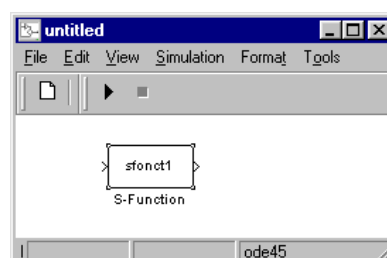 untitled
File Edit View Simulation Format Tools
sfonct1
S-Function
ode45